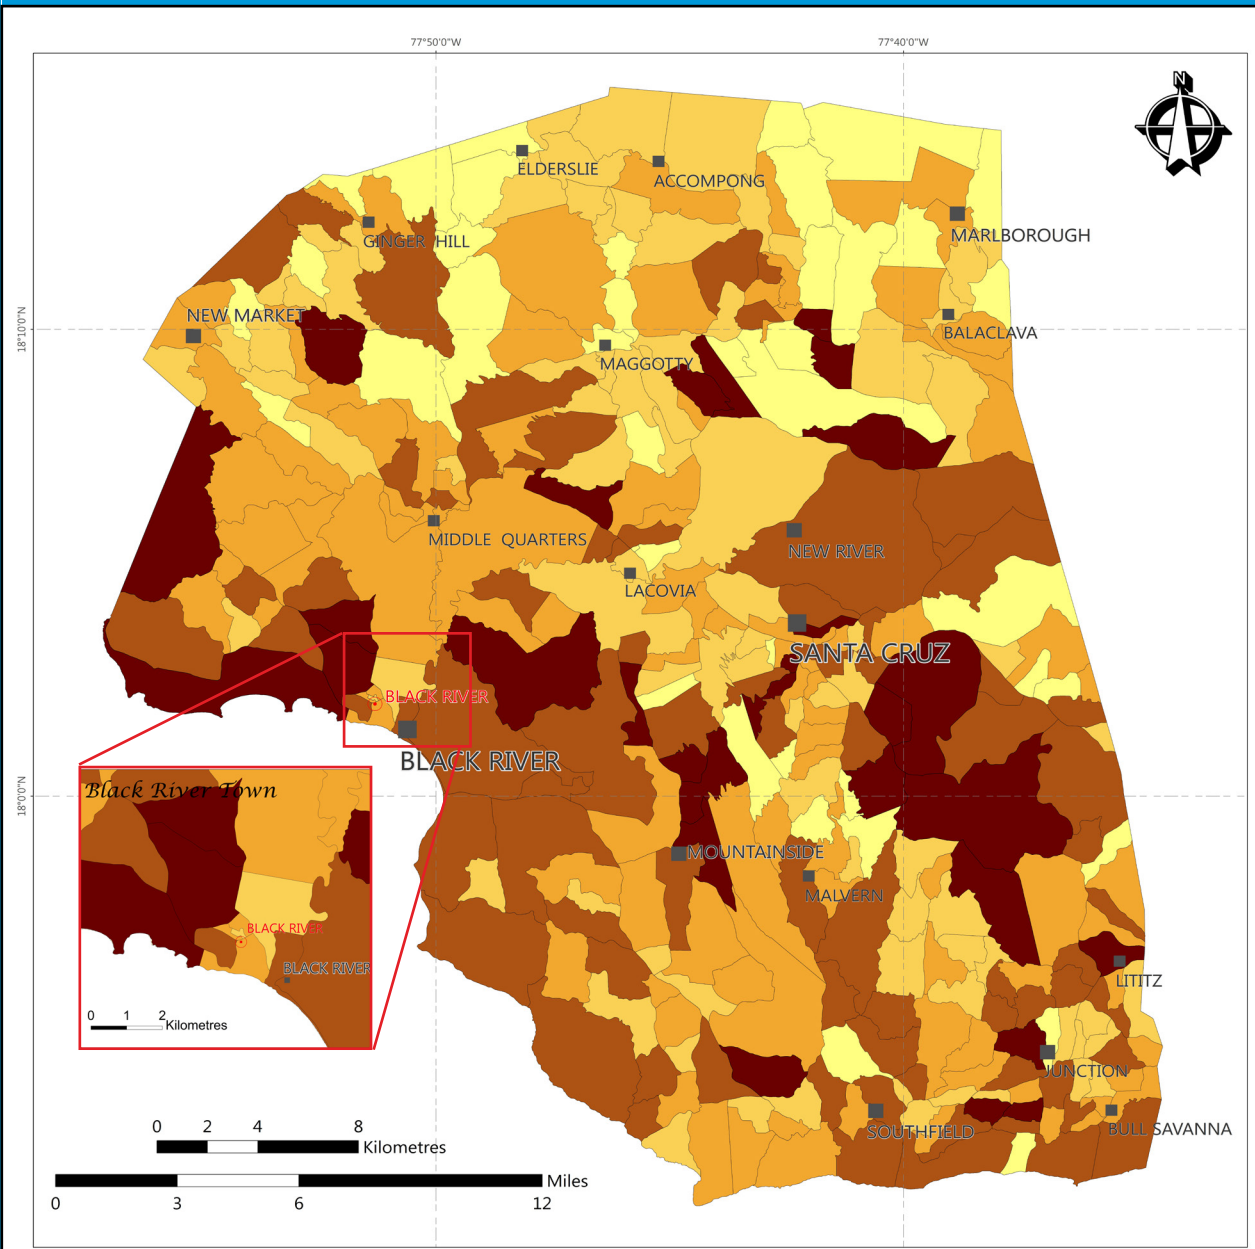 77°50'0"W
77°40'0"W
N
ELDERSLIE
ACCOMPONG
MARLBOROUGH
GINGER HILL
NEW MARKET
18°10'0"N
BALACLAVA
MAGGOTTY
MIDDLE QUARTERS
NEW RIVER
LACOVIA
SANTA CRUZ
BLACK RIVER
BLACK RIVER
Black River Town
18°0'0"N
MOUNTAINSIDE
MALVERN
BLACK RIVER
BLACK RIVER
LITITZ
0 1 2 Kilometres
JUNCTION
SOUTHFIELD
BULL SAVANNA
0 2 4 8
Kilometres
Miles
0 3 6 12